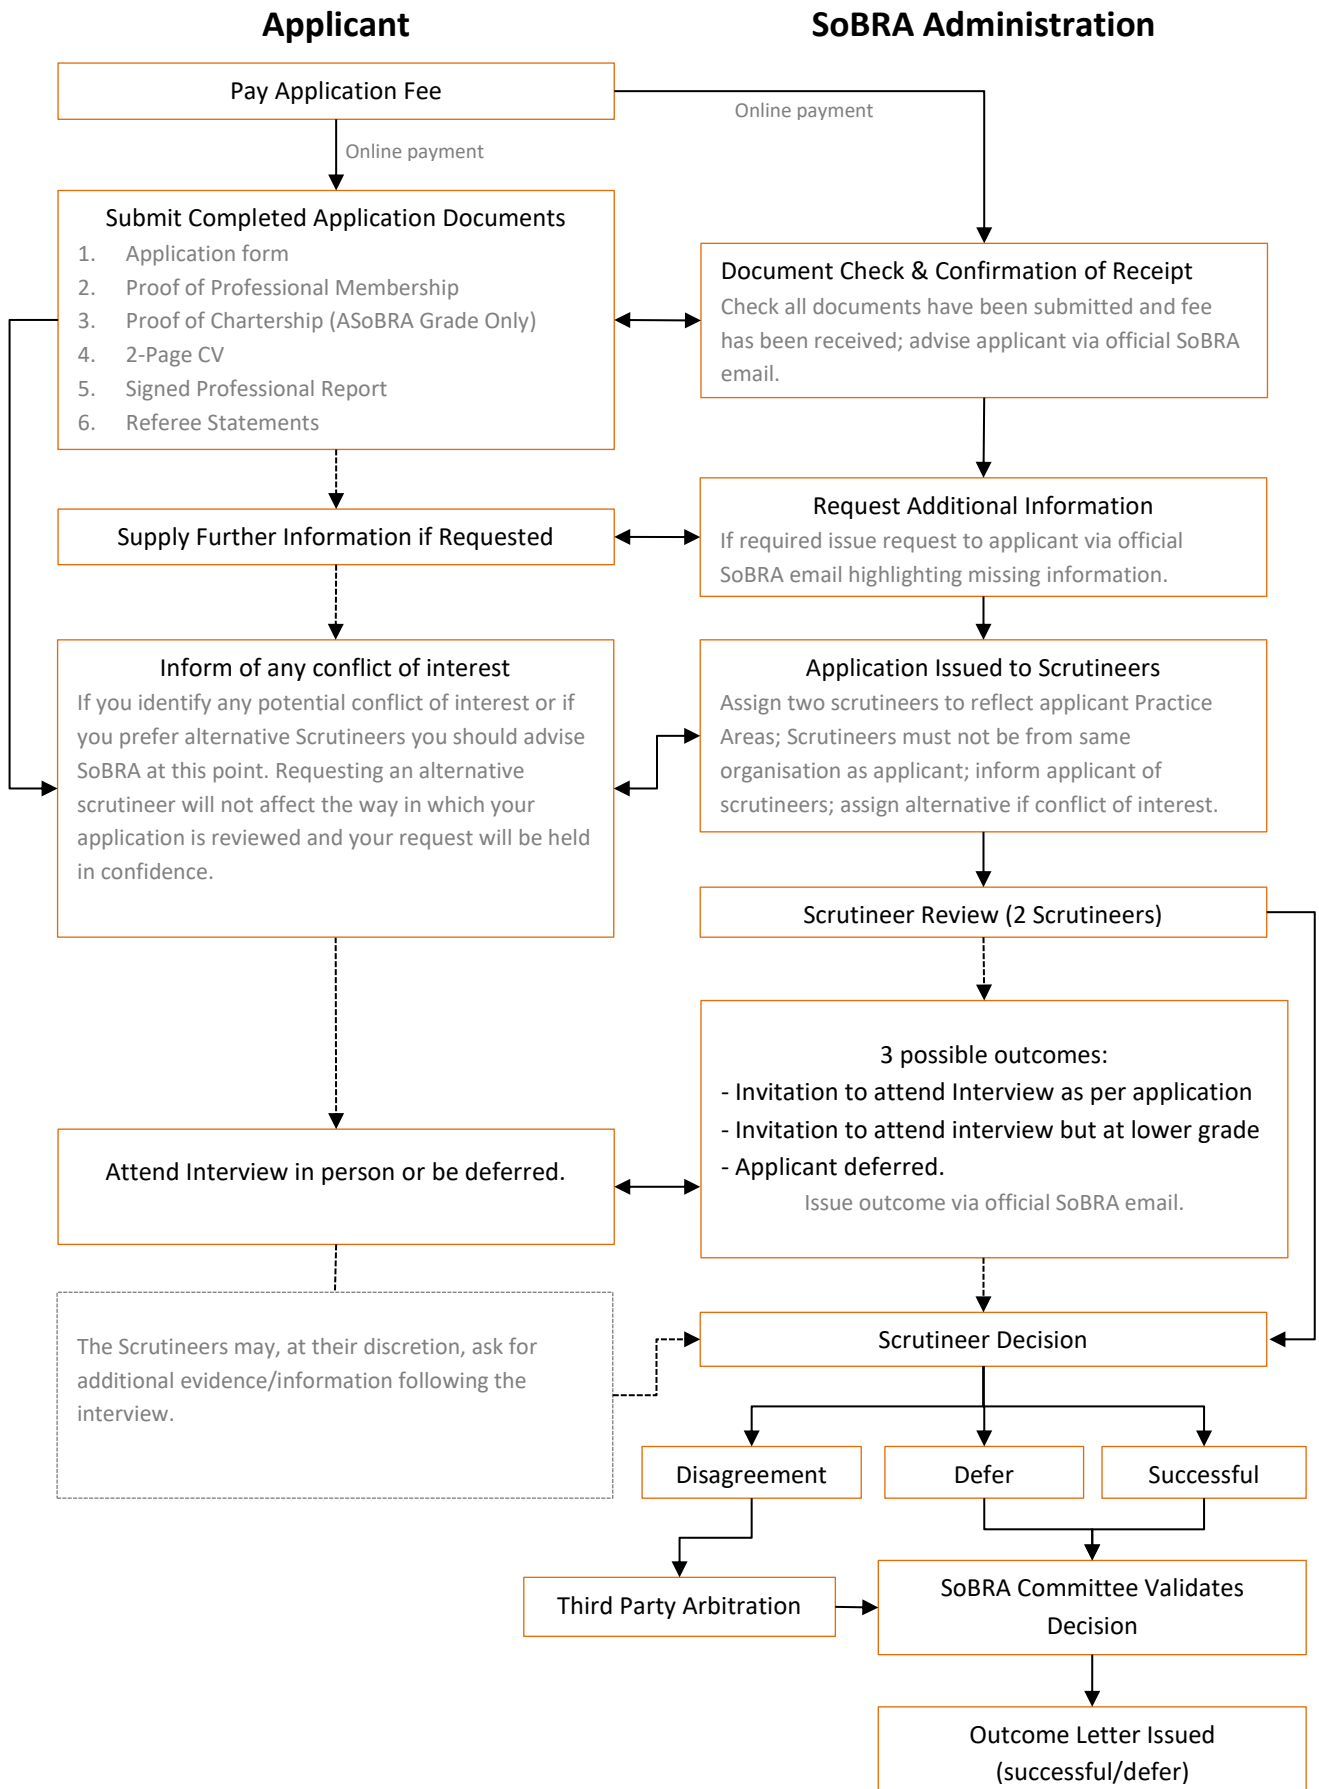 Applicant
SoBRA Administration
Pay Application Fee
Online payment
Online payment
Submit Completed Application Documents
1. Application form
2. Proof of Professional Membership
3. Proof of Chartership (ASoBRA Grade Only)
4. 2-Page CV
5. Signed Professional Report
6. Referee Statements
Document Check & Confirmation of Receipt
Check all documents have been submitted and fee
has been received; advise applicant via official SoBRA
email.
Supply Further Information if Requested
Request Additional Information
If required issue request to applicant via official
SoBRA email highlighting missing information.
Inform of any conflict of interest
If you identify any potential conflict of interest or if
you prefer alternative Scrutineers you should advise
SoBRA at this point. Requesting an alternative
scrutineer will not affect the way in which your
application is reviewed and your request will be held
in confidence.
Application Issued to Scrutineers
Assign two scrutineers to reflect applicant Practice
Areas; Scrutineers must not be from same
organisation as applicant; inform applicant of
scrutineers; assign alternative if conflict of interest.
Scrutineer Review (2 Scrutineers)
3 possible outcomes:
- Invitation to attend Interview as per application
- Invitation to attend interview but at lower grade
- Applicant deferred.
Issue outcome via official SoBRA email.
Attend Interview in person or be deferred.
The Scrutineers may, at their discretion, ask for
additional evidence/information following the
interview.
Scrutineer Decision
Disagreement
Defer
Successful
Third Party Arbitration
SoBRA Committee Validates
Decision
Outcome Letter Issued
(successful/defer)